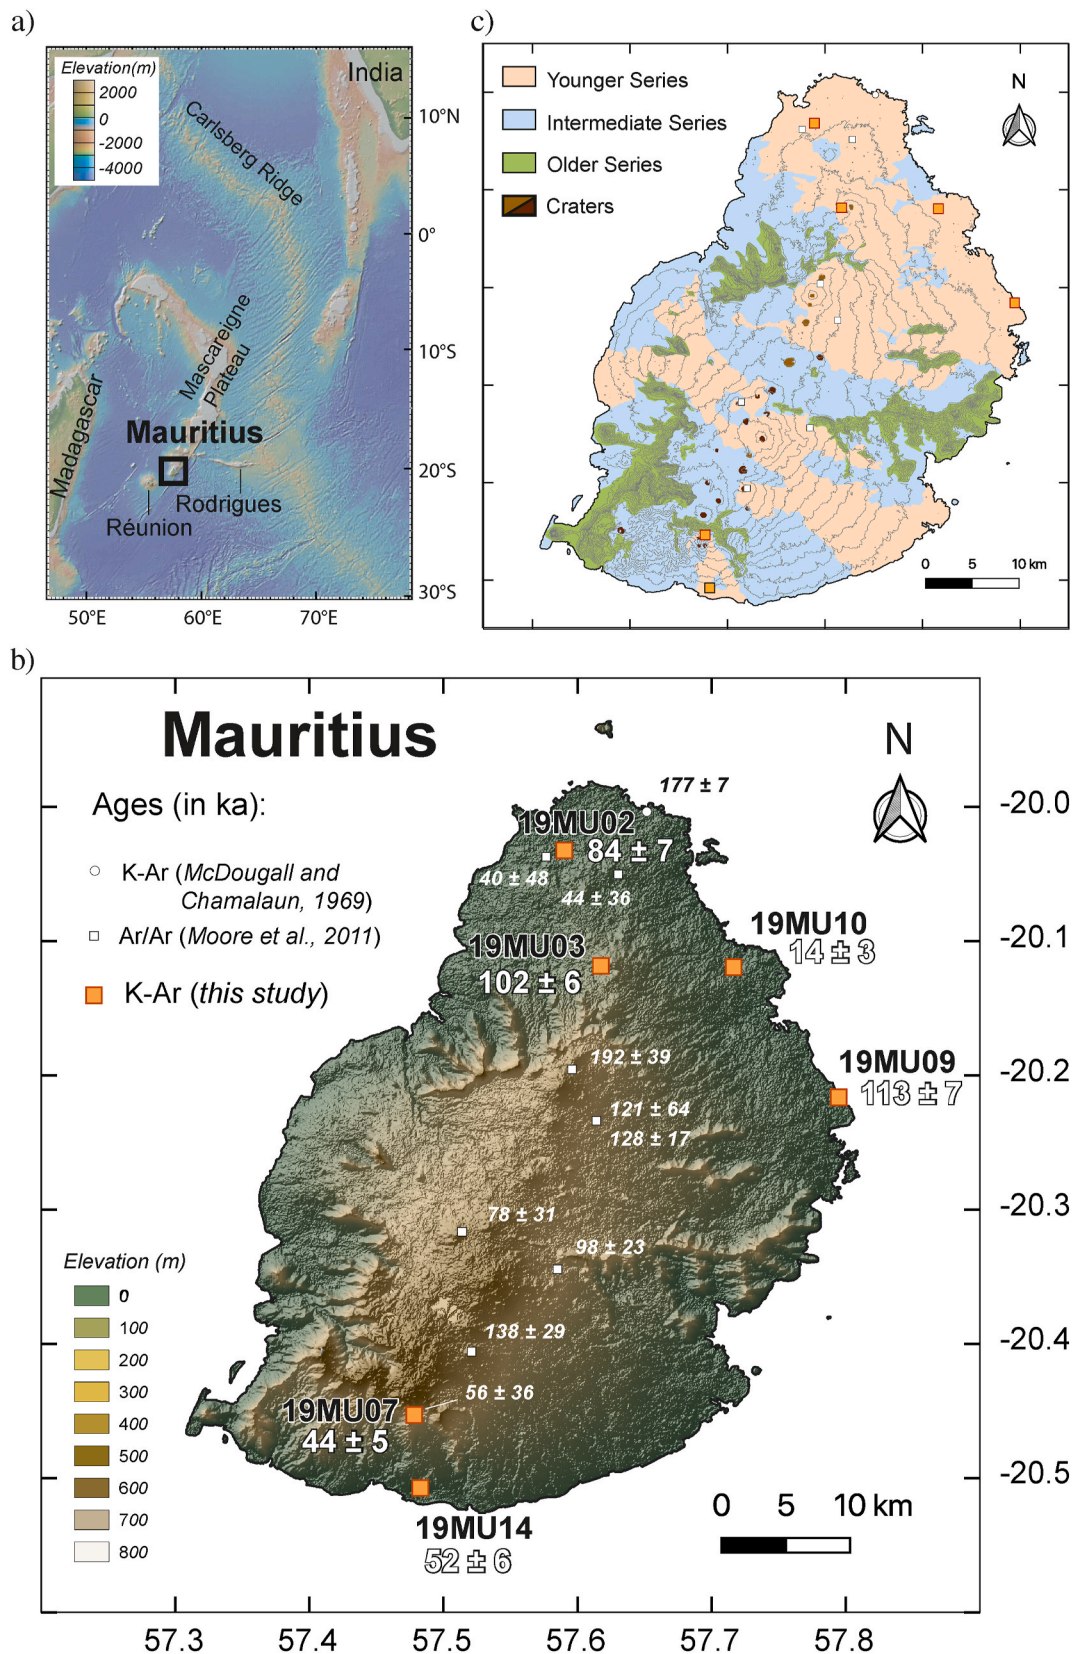 a)
Elevation(m)
2000
0
-2000
-4000
India
Carlsberg Ridge
Mascareigne
Plateau
Madagascar
Mauritius
Rodrigues
Réunion
10°N
0°
10°S
20°S
30°S
50°E
60°E
70°E
c)
Younger Series
Intermediate Series
Older Series
Craters
N
0 5 10 km
b)
Mauritius
N
Ages (in ka):
K-Ar (McDougall and
Chamalaun, 1969)
Ar/Ar (Moore et al., 2011)
K-Ar (this study)
177 ± 7
19MU02
84 ± 7
40 ± 48
44 ± 36
19MU03
102 ± 6
19MU10
14 ± 3
192 ± 39
19MU09
113 ± 7
121 ± 64
128 ± 17
78 ± 31
98 ± 23
138 ± 29
56 ± 36
19MU07
44 ± 5
19MU14
52 ± 6
Elevation (m)
0
100
200
300
400
500
600
700
800
0 5 10 km
-20.0
-20.1
-20.2
-20.3
-20.4
-20.5
57.3
57.4
57.5
57.6
57.7
57.8